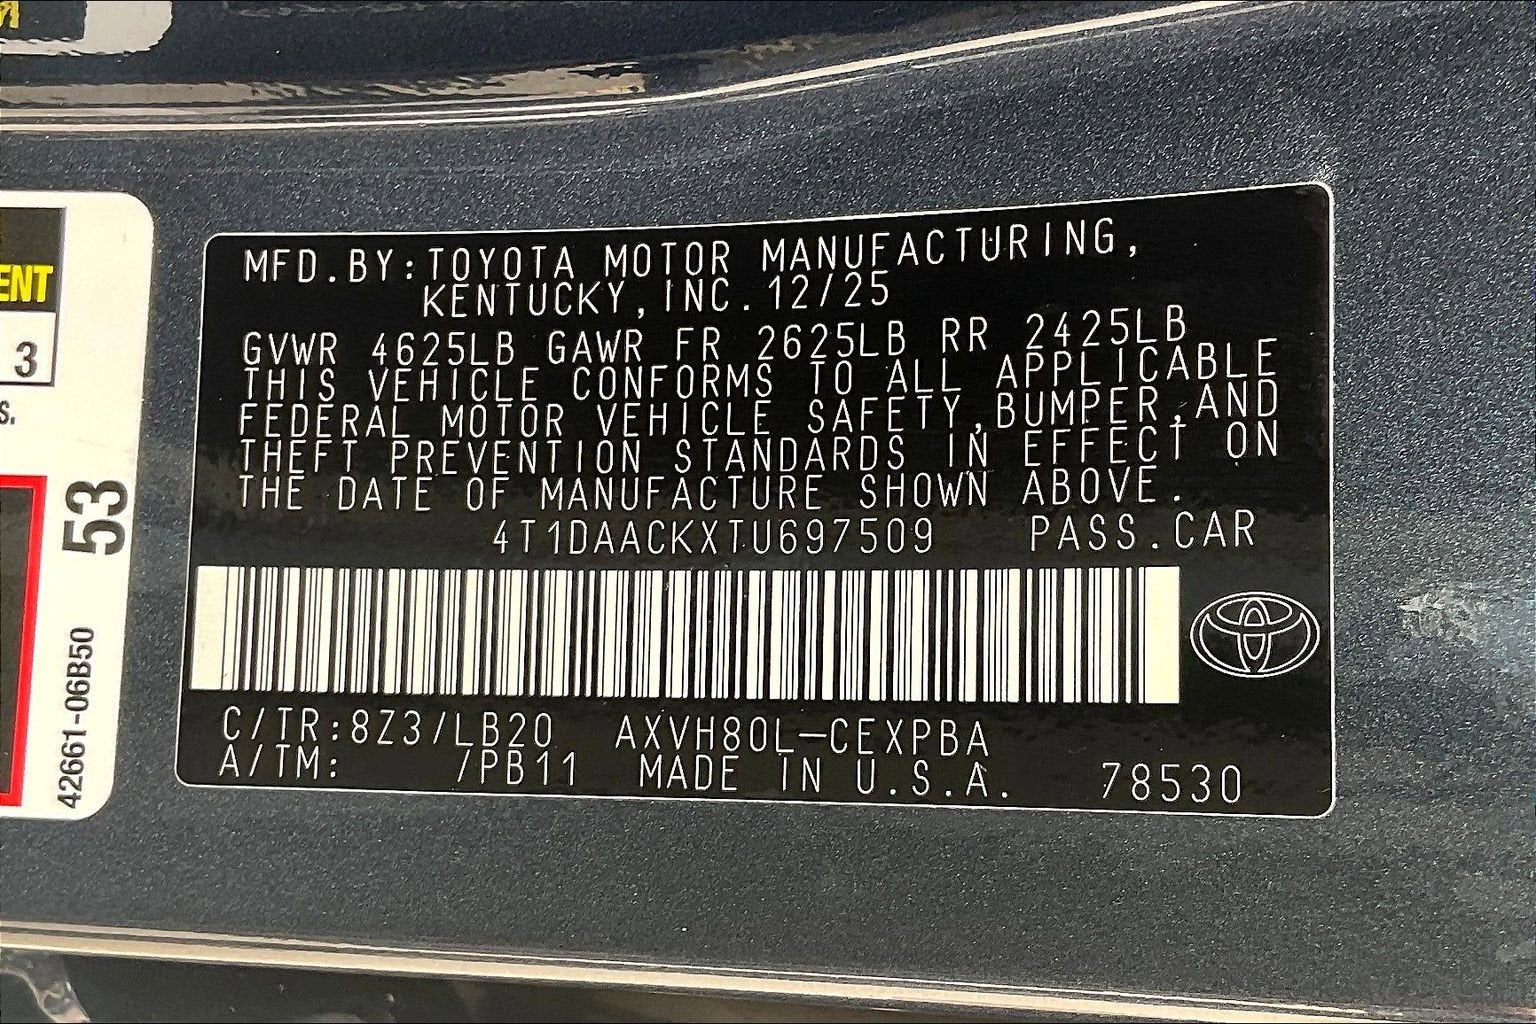 ENT
3
S.
53
42661-06B50
MFD.BY:TOYOTA MOTOR MANUFACTURING,
KENTUCKY,INC.12/25
GVWR 4625LB GAWR FR 2625LB RR 2425LB
THIS VEHICLE CONFORMS TO ALL APPLICABLE
FEDERAL MOTOR VEHICLE SAFETY,BUMPER,AND
THEFT PREVENTION STANDARDS IN EFFECT ON
THE DATE OF MANUFACTURE SHOWN ABOVE.
4T1DAACKXTU697509 PASS.CAR
C/TR:8Z3/LB20 AXVH80L-CEXPBA
A/TM: /PB11 MADE IN U.S.A. 78530